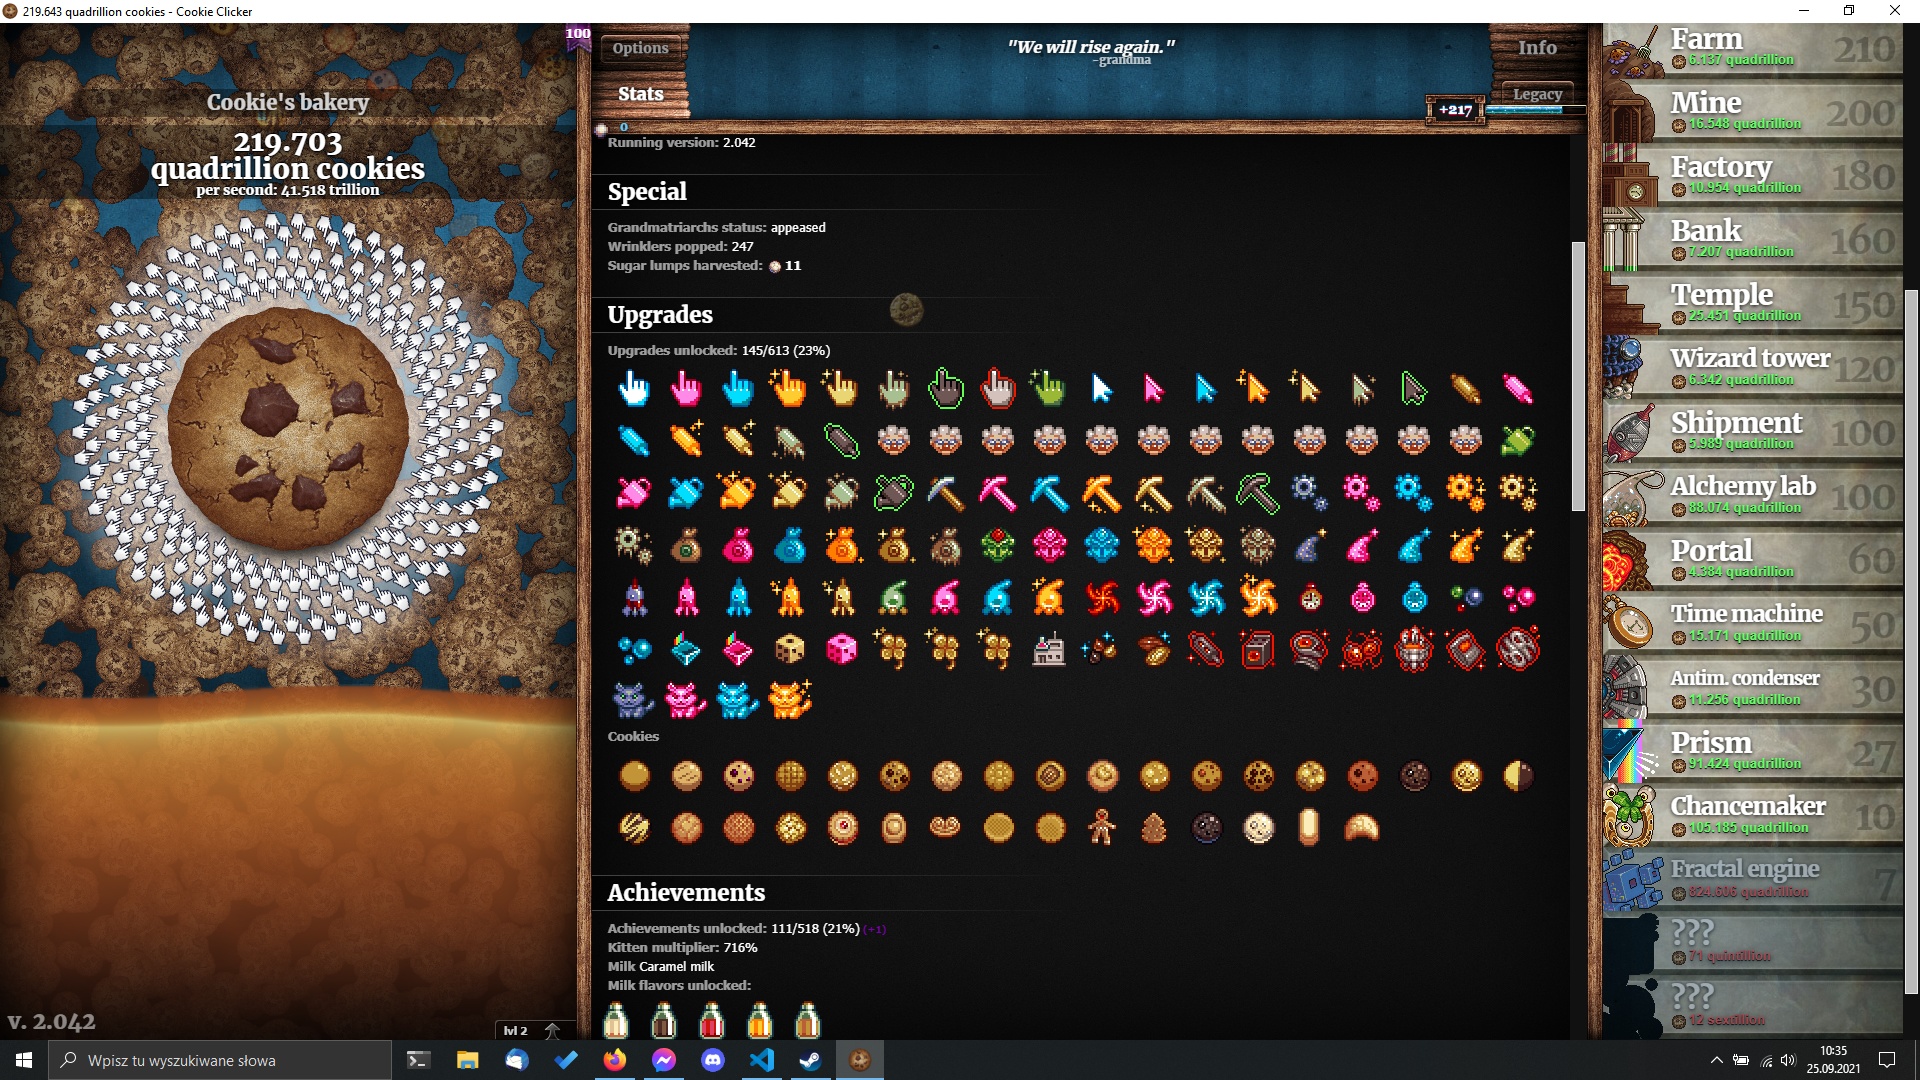 219.643 quadrillion cookies - Cookie Clicker
100
Options
Stats
0
"We will rise again."
-grandma
Info
Legacy
+217
Cookie's bakery
219.703
quadrillion cookies
per second: 41.518 trillion
v. 2.042
lvl 2
Running version: 2.042
Special
Grandmatriarchs status: appeased
Wrinklers popped: 247
Sugar lumps harvested: 11
Upgrades
Upgrades unlocked: 145/613 (23%)
Cookies
Achievements
Achievements unlocked: 111/518 (21%) (+1)
Kitten multiplier: 716%
Milk Caramel milk
Milk flavors unlocked:
Farm 210
6.137 quadrillion
Mine 200
16.548 quadrillion
Factory 180
10.954 quadrillion
Bank 160
7.207 quadrillion
Temple 150
25.451 quadrillion
Wizard tower 120
6.342 quadrillion
Shipment 100
5.989 quadrillion
Alchemy lab 100
88.074 quadrillion
Portal 60
4.384 quadrillion
Time machine 50
15.171 quadrillion
Antim. condenser 30
11.256 quadrillion
Prism 27
91.424 quadrillion
Chancemaker 10
105.185 quadrillion
Fractal engine 7
824.606 quadrillion
???
71 quintillion
???
12 sextillion
Wpisz tu wyszukiwane słowa
10:35
25.09.2021